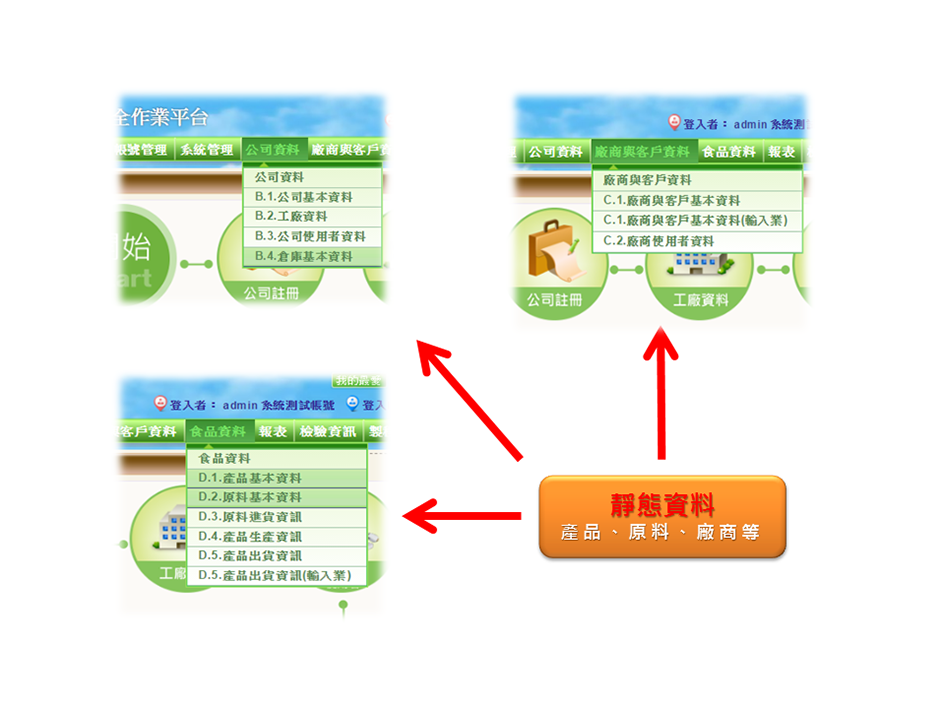 全作業平台
帳號管理 系統管理 公司資料 廠商與客戶資
公司資料
B.1.公司基本資料
B.2.工廠資料
B.3.公司使用者資料
B.4.倉庫基本資料
始
art
公司註冊
登入者： admin 系統測試
公司資料 廠商與客戶資料 食品資料 報表
廠商與客戶資料
C.1.廠商與客戶基本資料
C.1.廠商與客戶基本資料(輸入業)
C.2.廠商使用者資料
公司註冊
工廠資料
我的最愛
登入者： admin 系統測試帳號 登入
客戶資料 食品資料 報表 檢驗資訊 製
食品資料
D.1.產品基本資料
D.2.原料基本資料
D.3.原料進貨資訊
D.4.產品生產資訊
D.5.產品出貨資訊
D.5.產品出貨資訊(輸入業)
工廠
靜態資料
產品、原料、廠商等